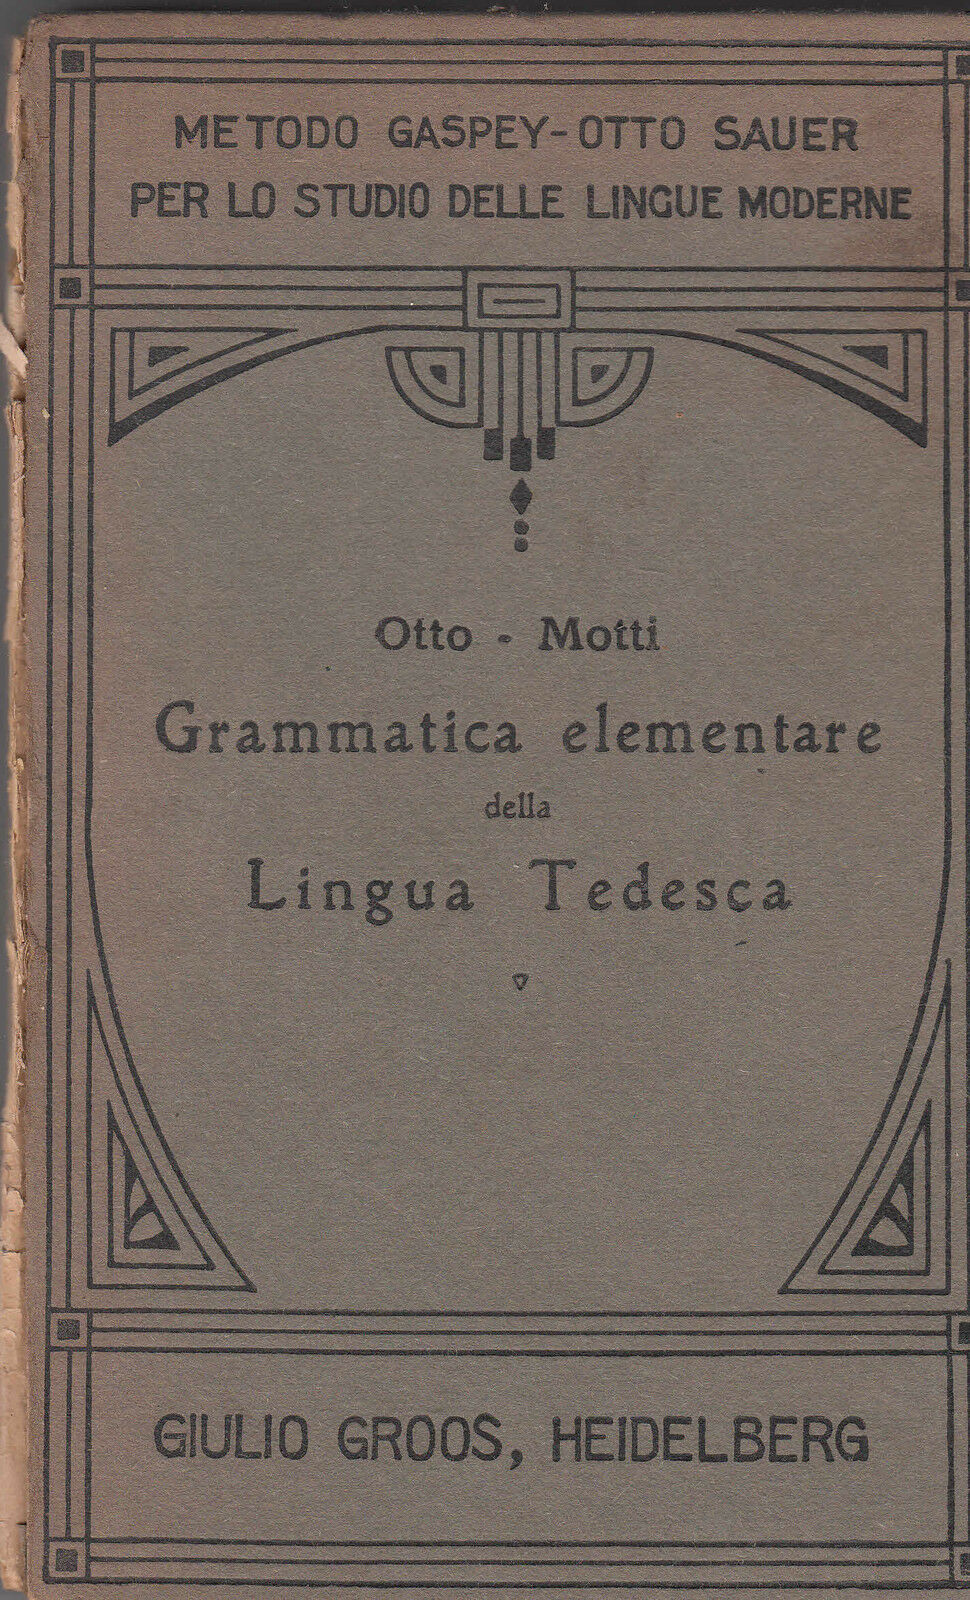 METODO GASPEY-OTTO SAUER
PER LO STUDIO DELLE LINGUE MODERNE
Otto - Motti
Grammatica elementare
della
Lingua Tedesca
GIULIO GROOS, HEIDELBERG